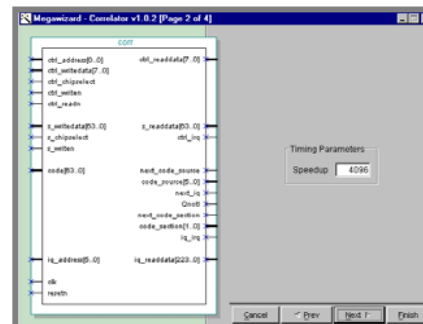 Megawizard - Correlator v1.0.2 [Page 2 of 4]
corr
ctrl_address[0..0] ctrl_readdata[7..0]
ctrl_writedata[7..0]
ctrl_chipselect
ctrl_writen
ctrl_readn
s_writedata[63..0] s_readdata[63..0]
s_chipselect ctrl_irq
s_writen
code[63..0] next_code_source
code_source[5..0]
next_iq
QnotI
next_code_section
code_section[1..0]
iq_irq
iq_address[5..0] iq_readdata[223..0]
clk
resetn
Timing Parameters
Speedup 4096
Cancel < Prev Next > Finish